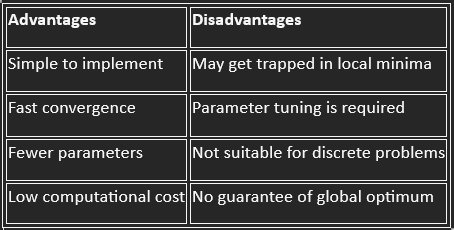 Advantages Disadvantages
Simple to implement May get trapped in local minima
Fast convergence Parameter tuning is required
Fewer parameters Not suitable for discrete problems
Low computational cost No guarantee of global optimum